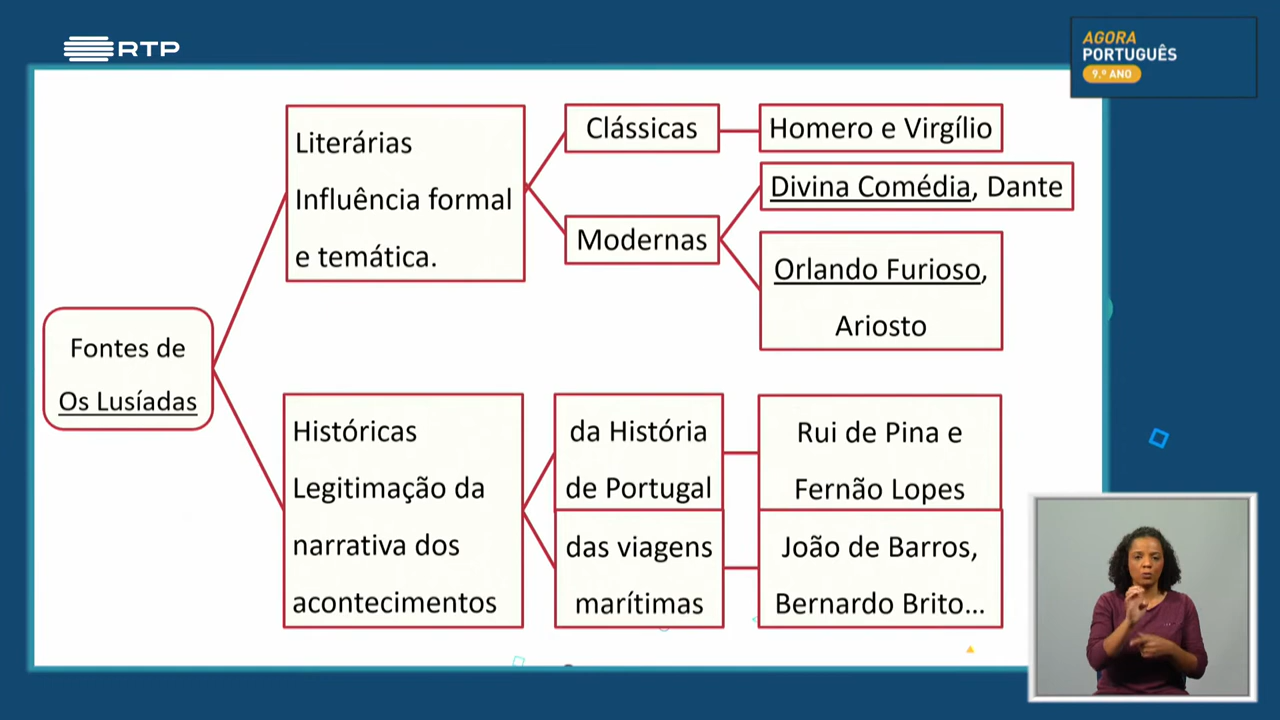 RTP
AGORA
PORTUGUÊS
9.º ANO
Fontes de
Os Lusíadas
Literárias
Influência formal
e temática.
Clássicas
Homero e Virgílio
Modernas
Divina Comédia, Dante
Orlando Furioso,
Ariosto
Históricas
Legitimação da
narrativa dos
acontecimentos
da História
de Portugal
Rui de Pina e
Fernão Lopes
das viagens
marítimas
João de Barros,
Bernardo Brito...